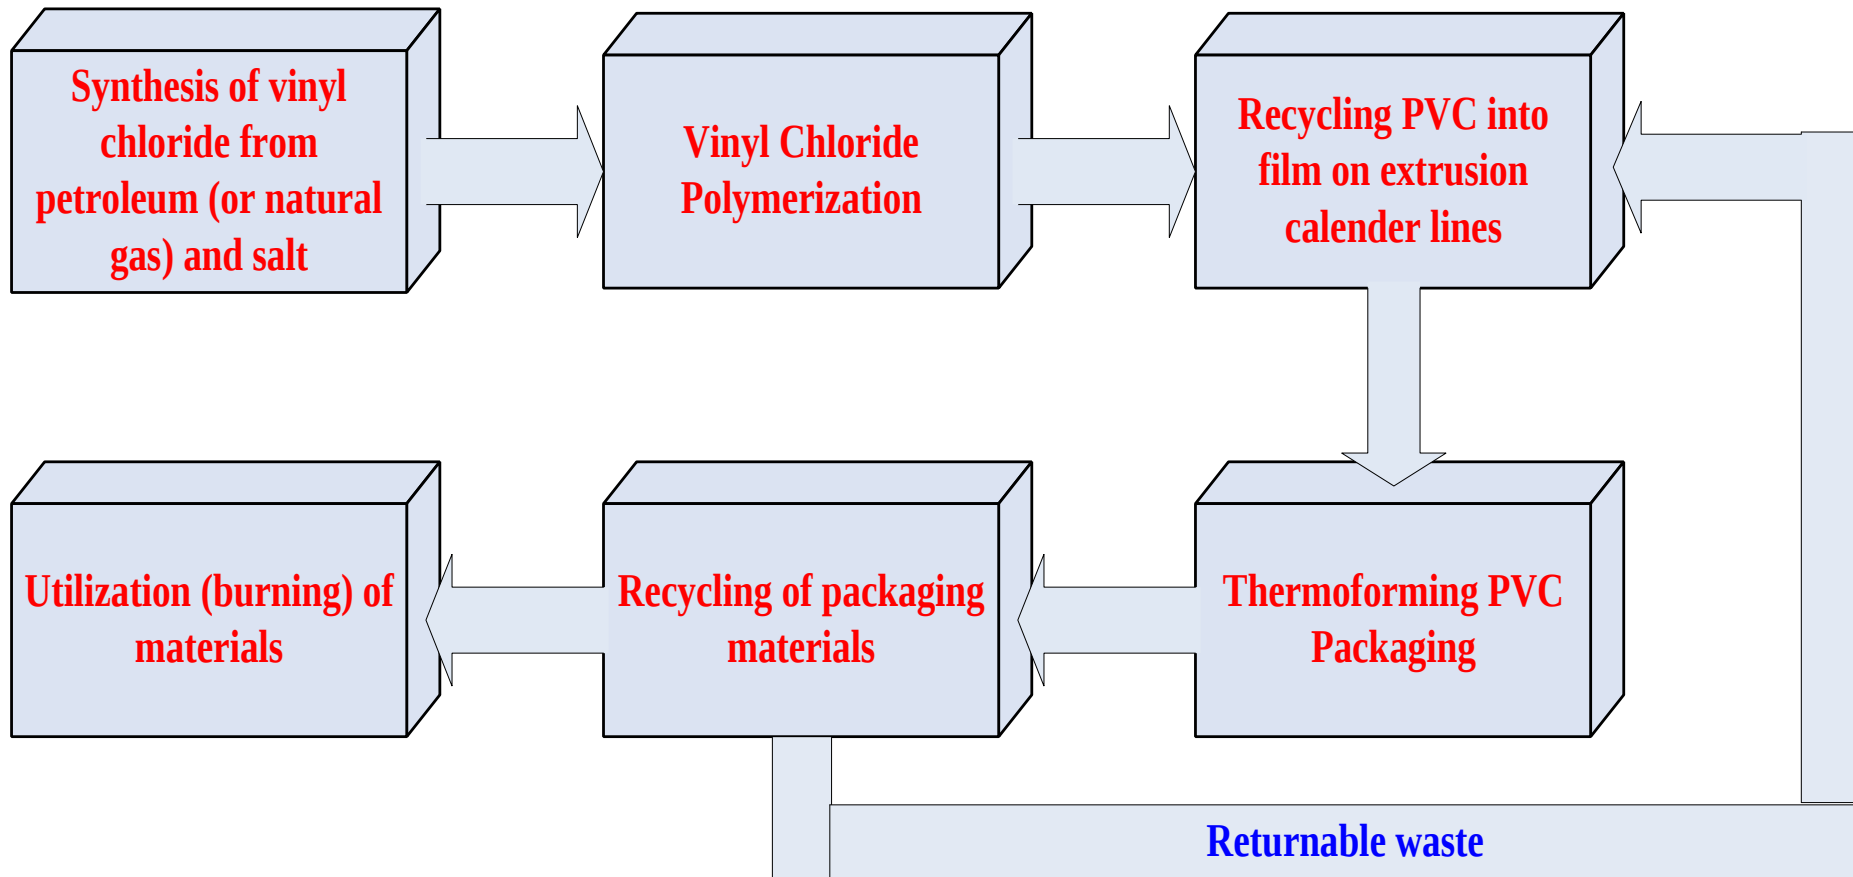 Synthesis of vinyl
chloride from
petroleum (or natural
gas) and salt
Vinyl Chloride
Polymerization
Recycling PVC into
film on extrusion
calender lines
Utilization (burning) of
materials
Recycling of packaging
materials
Thermoforming PVC
Packaging
Returnable waste